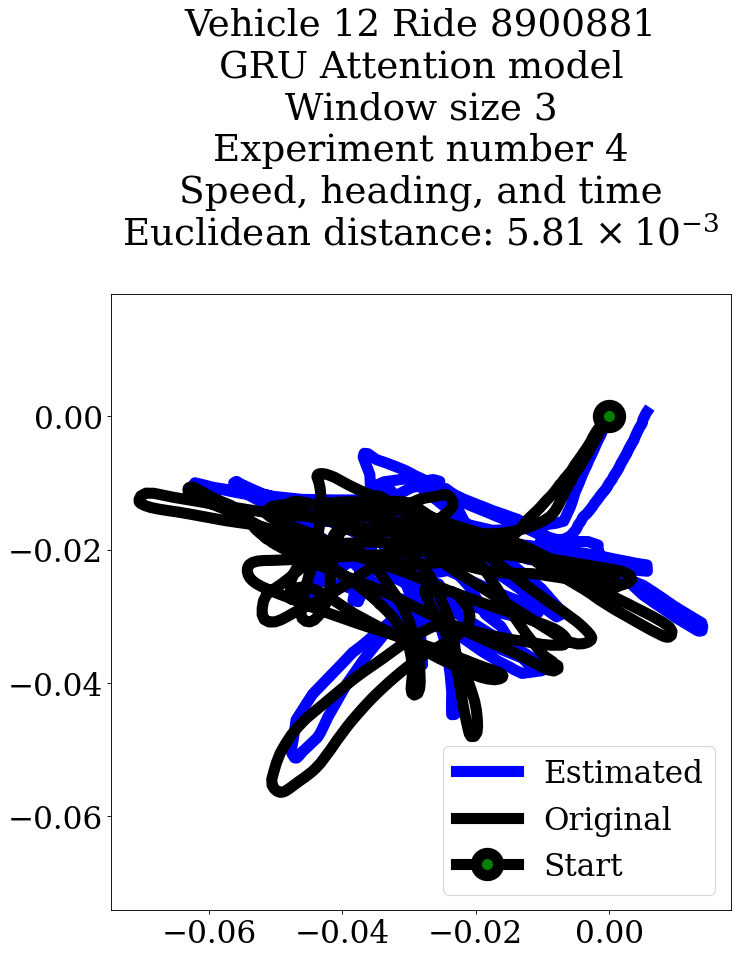 Vehicle 12 Ride 8900881
GRU Attention model
Window size 3
Experiment number 4
Speed, heading, and time
Euclidean distance: 5.81 × 10⁻³
0.00
−0.02
−0.04
−0.06
Estimated
Original
Start
−0.06 −0.04 −0.02 0.00